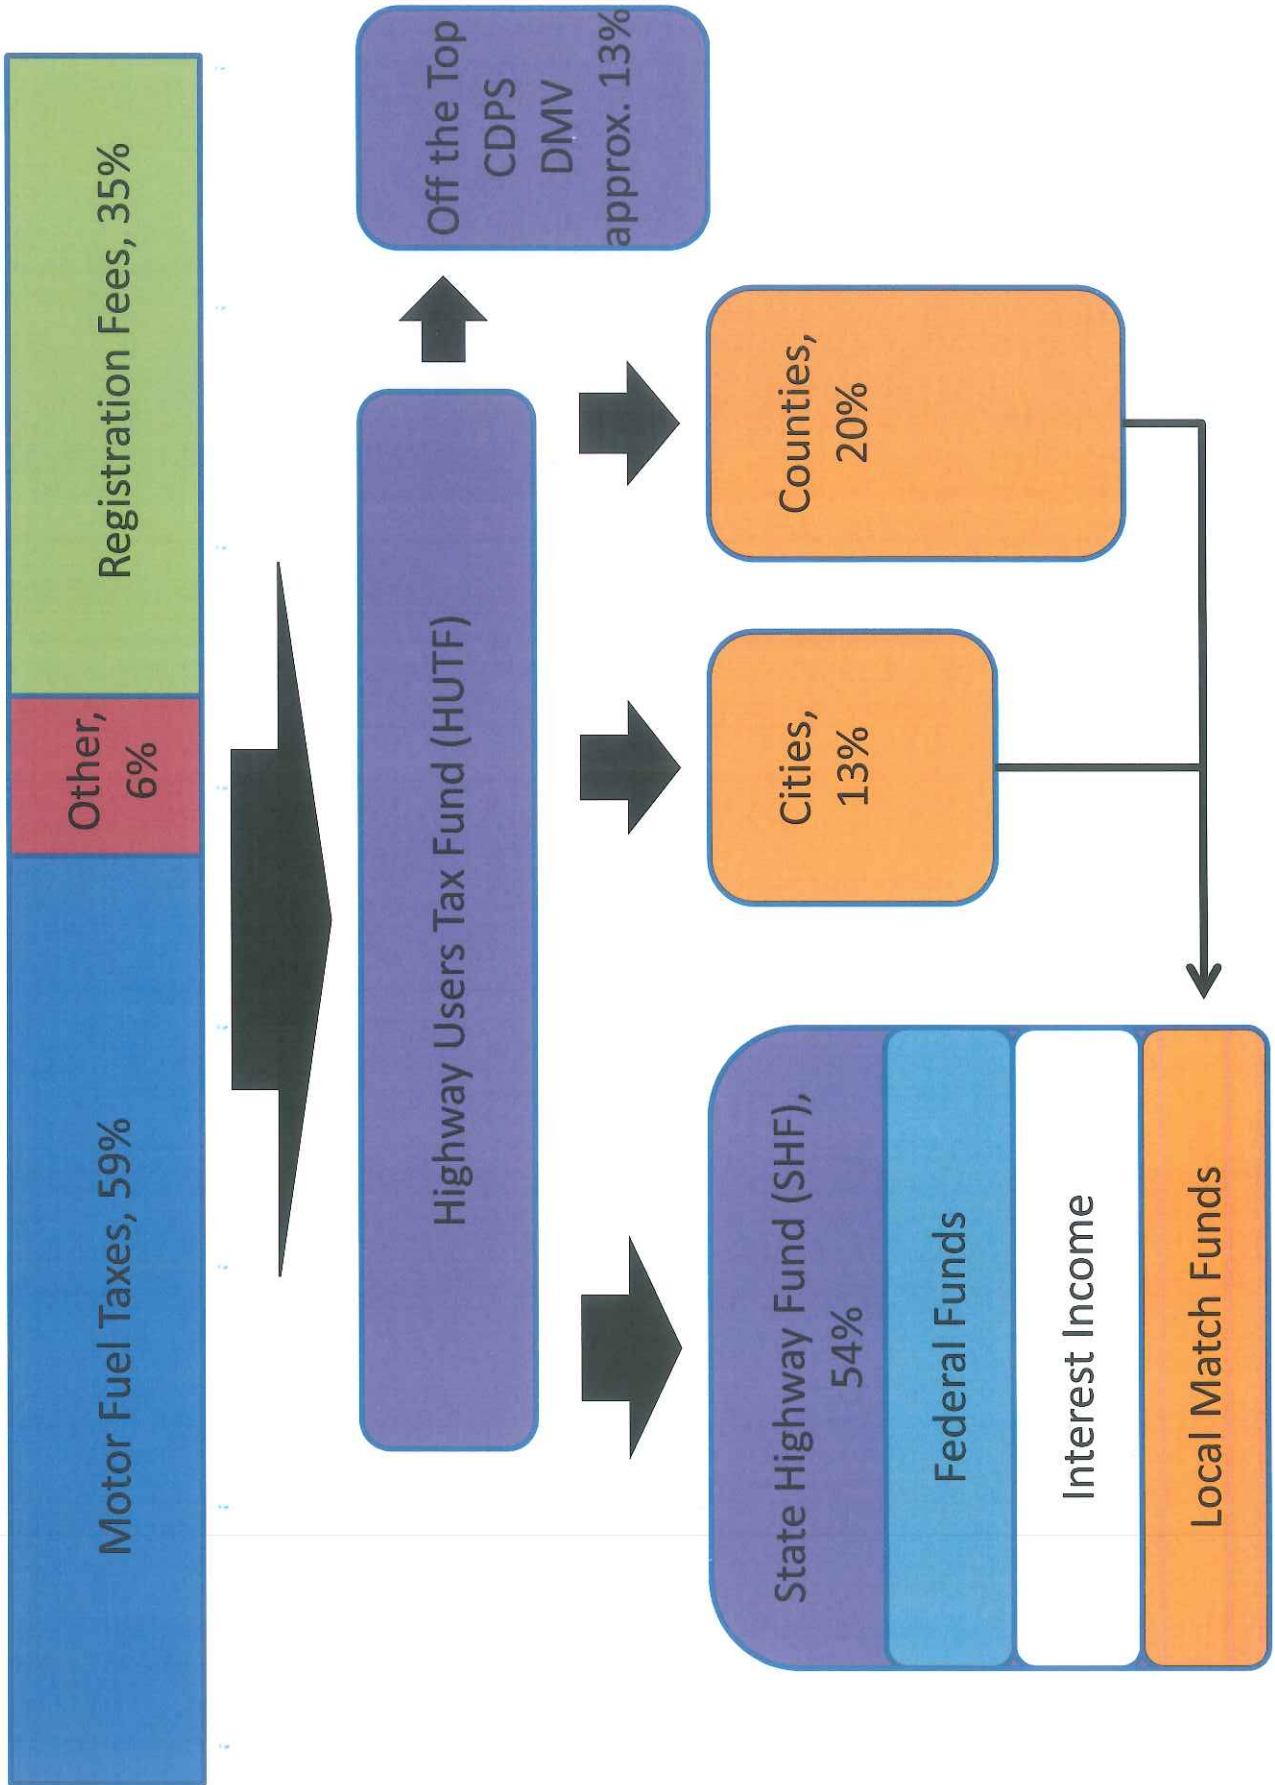 Motor Fuel Taxes, 59%
Other,
6%
Registration Fees, 35%
Highway Users Tax Fund (HUTF)
Off the Top
CDPS
DMV
approx. 13%
State Highway Fund (SHF),
54%
Federal Funds
Interest Income
Local Match Funds
Cities,
13%
Counties,
20%